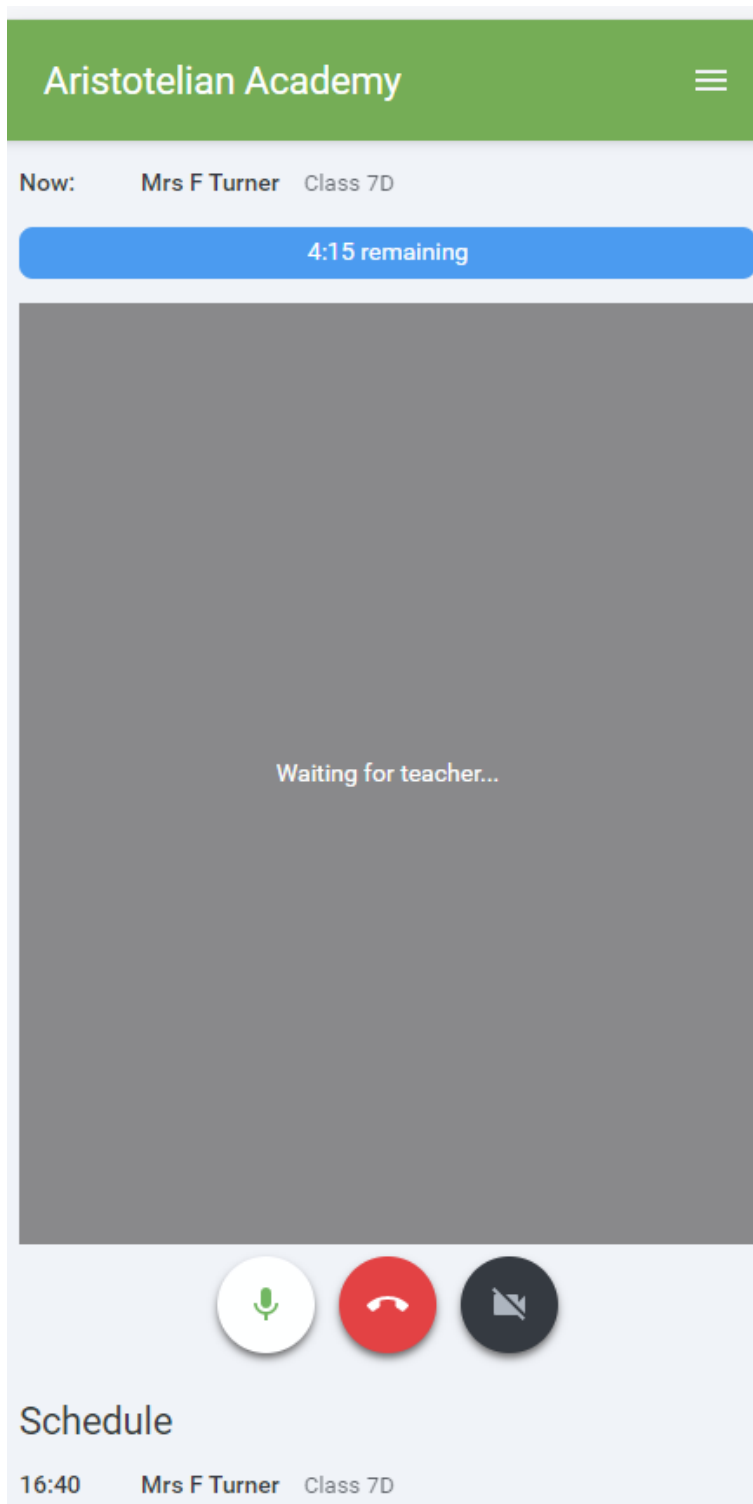 Aristotelian Academy
Now: Mrs F Turner Class 7D
4:15 remaining
Waiting for teacher...
Schedule
16:40 Mrs F Turner Class 7D